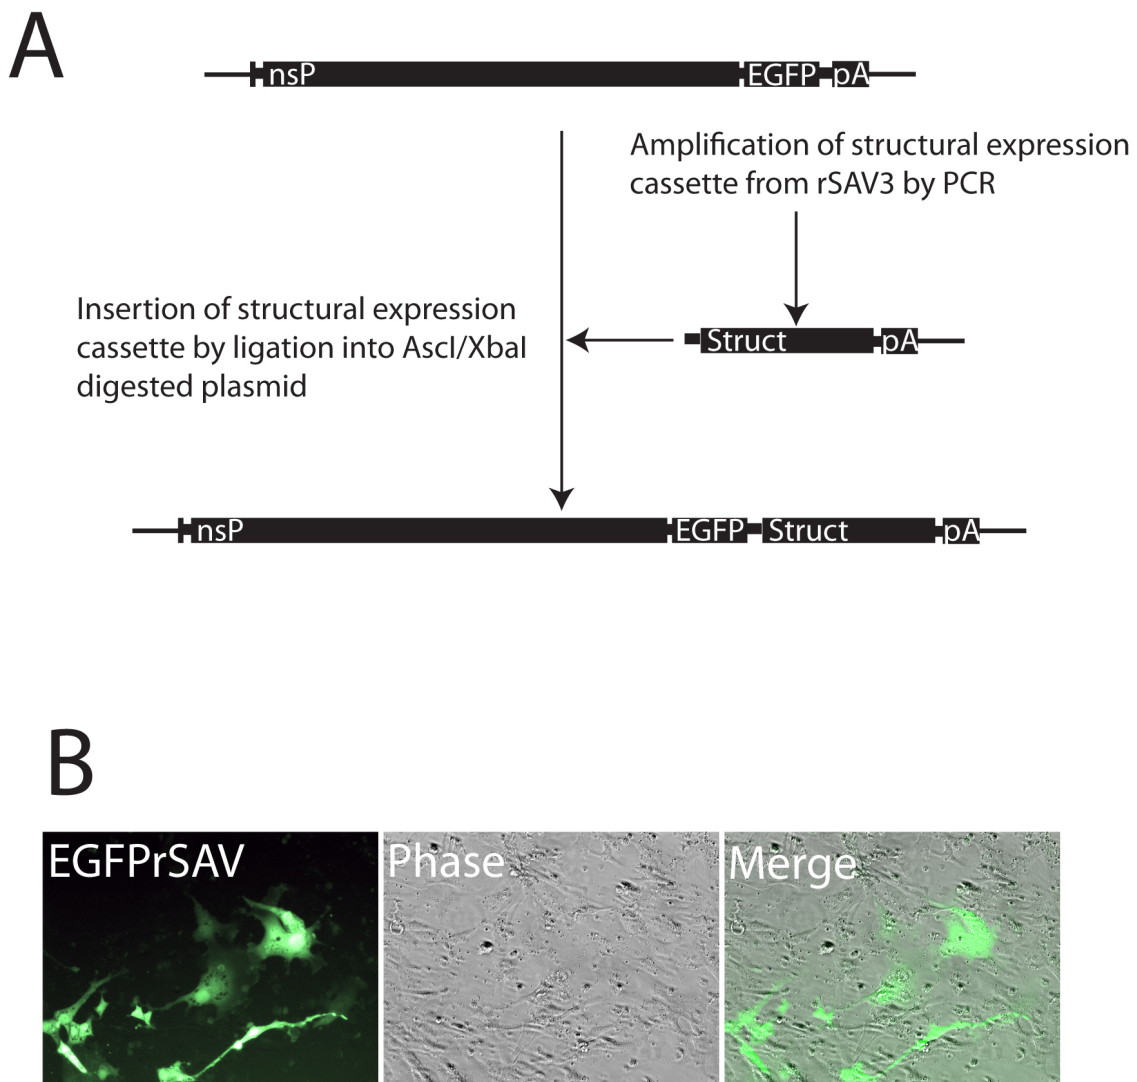 A
nsP EGFP pA
Amplification of structural expression
cassette from rSAV3 by PCR
Insertion of structural expression
cassette by ligation into AscI/XbaI
digested plasmid
Struct pA
nsP EGFP Struct pA
B
EGFPrSAV Phase Merge